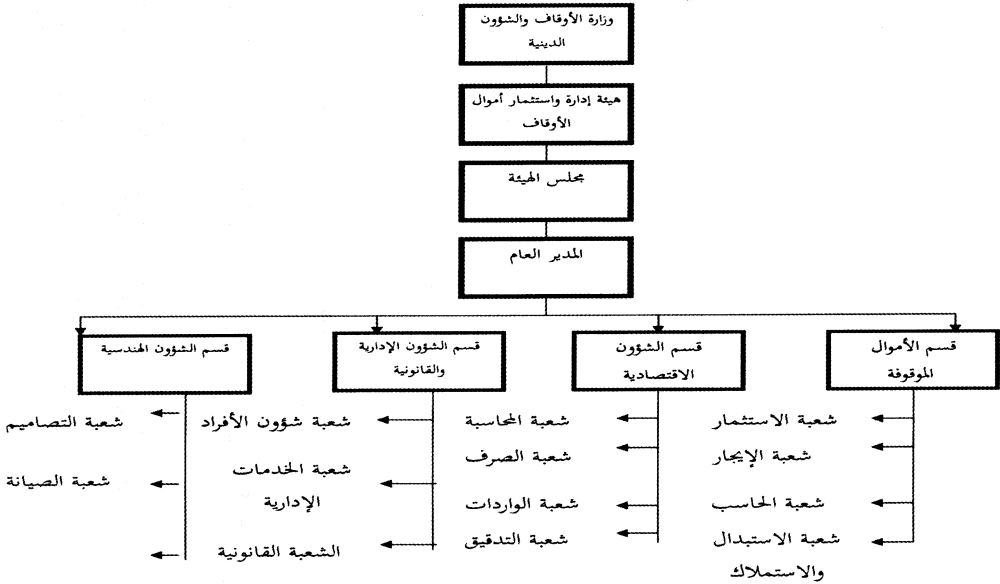 وزارة الأوقاف والشؤون
الدينية
هيئة إدارة واستثمار أموال
الأوقاف
مجلس الهيئة
المدير العام
قسم الأموال
الموقوفة
شعبة الاستثمار
شعبة الإيجار
شعبة الحاسب
شعبة الاستبدال
والاستملاك
قسم الشؤون
الاقتصادية
شعبة المحاسبة
شعبة الصرف
شعبة الواردات
شعبة التدقيق
قسم الشؤون الإدارية
والقانونية
شعبة شؤون الأفراد
شعبة الخدمات
الإدارية
الشعبة القانونية
قسم الشؤون الهندسية
شعبة التصاميم
شعبة الصيانة